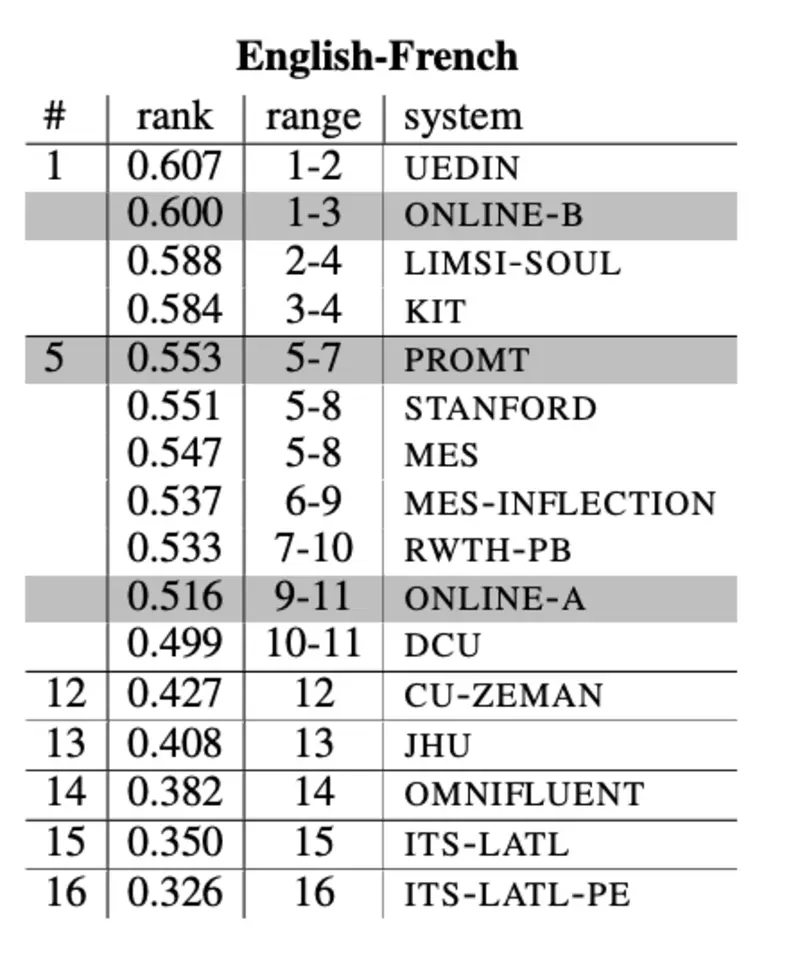 English-French
# rank range system
1 0.607 1-2 UEDIN
0.600 1-3 ONLINE-B
0.588 2-4 LIMSI-SOUL
0.584 3-4 KIT
5 0.553 5-7 PROMT
0.551 5-8 STANFORD
0.547 5-8 MES
0.537 6-9 MES-INFLECTION
0.533 7-10 RWTH-PB
0.516 9-11 ONLINE-A
0.499 10-11 DCU
12 0.427 12 CU-ZEMAN
13 0.408 13 JHU
14 0.382 14 OMNIFLUENT
15 0.350 15 ITS-LATL
16 0.326 16 ITS-LATL-PE